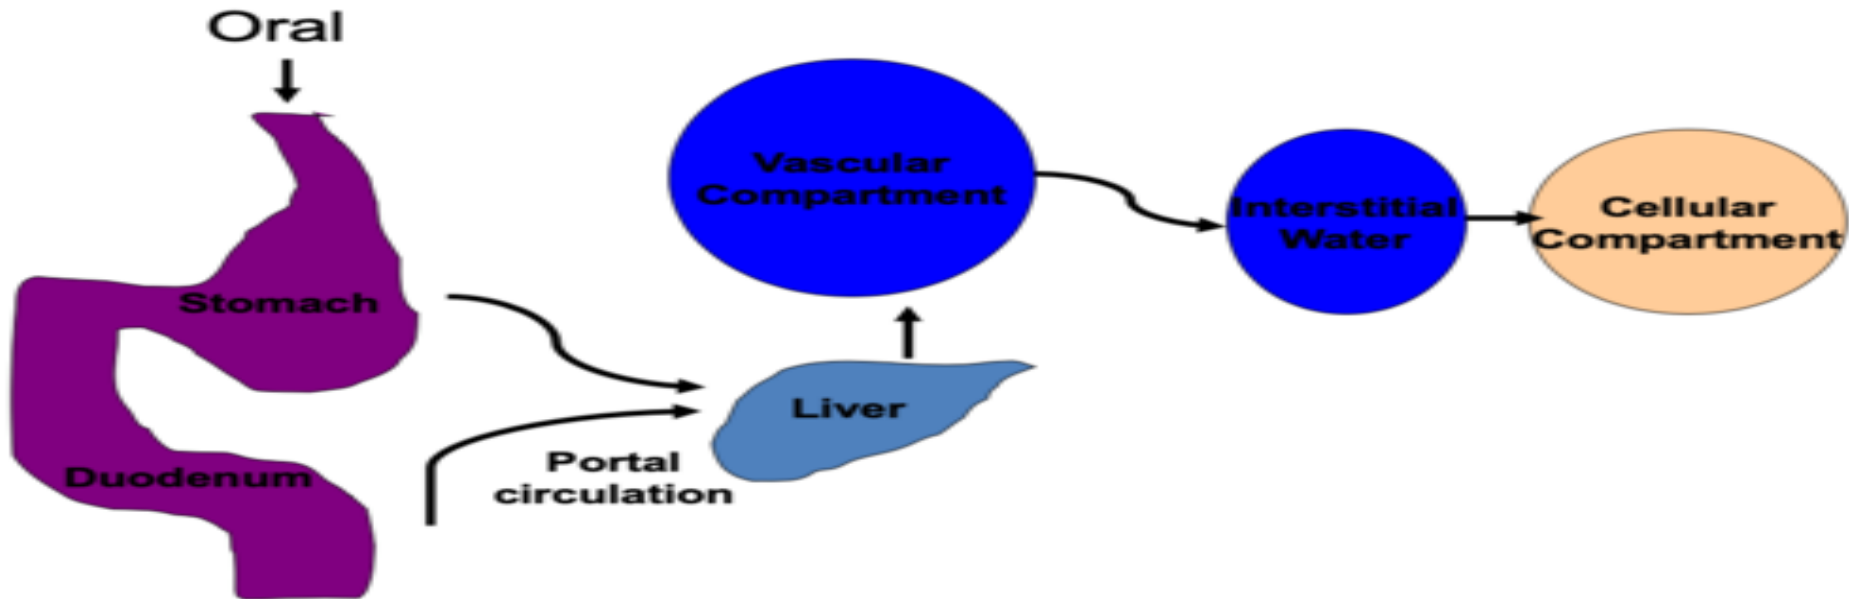 Oral
Stomach
Duodenum
Portal
circulation
Liver
Vascular
Compartment
Interstitial
Water
Cellular
Compartment